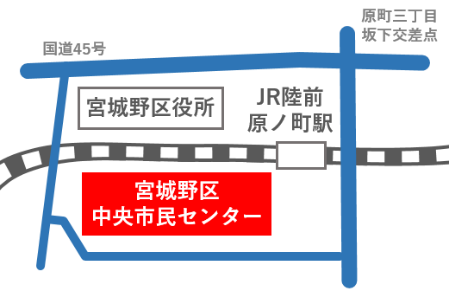 原町三丁目
坂下交差点
国道45号
宮城野区役所
JR陸前
原ノ町駅
宮城野区
中央市民センター